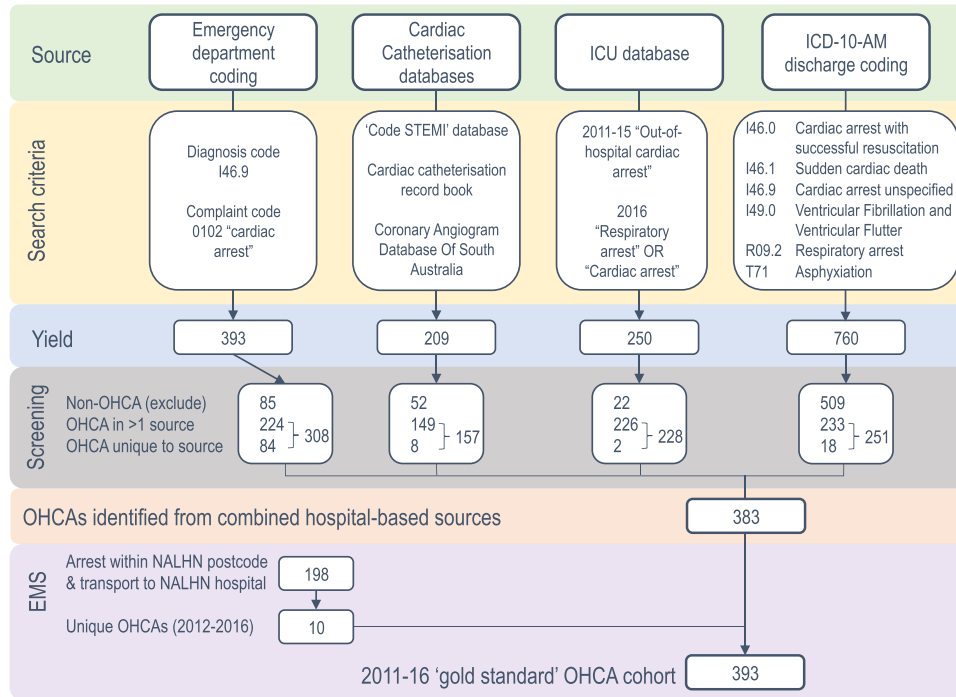 Source
Emergency
department
coding
Cardiac
Catheterisation
databases
ICU database
ICD-10-AM
discharge coding
Search criteria
Diagnosis code
I46.9
Complaint code
0102 “cardiac
arrest”
‘Code STEMI’ database
Cardiac catheterisation
record book
Coronary Angiogram
Database Of South
Australia
2011-15 “Out-of-
hospital cardiac
arrest”
2016
“Respiratory
arrest” OR
“Cardiac arrest”
I46.0 Cardiac arrest with
successful resuscitation
I46.1 Sudden cardiac death
I46.9 Cardiac arrest unspecified
I49.0 Ventricular Fibrillation and
Ventricular Flutter
R09.2 Respiratory arrest
T71 Asphyxiation
Yield
393
209
250
760
Screening
Non-OHCA (exclude)
OHCA in >1 source
OHCA unique to source
85
224
84
308
52
149
8
157
22
226
2
228
509
233
18
251
OHCAs identified from combined hospital-based sources
383
EMS
Arrest within NALHN postcode
& transport to NALHN hospital
198
Unique OHCAs (2012-2016)
10
2011-16 ‘gold standard’ OHCA cohort
393